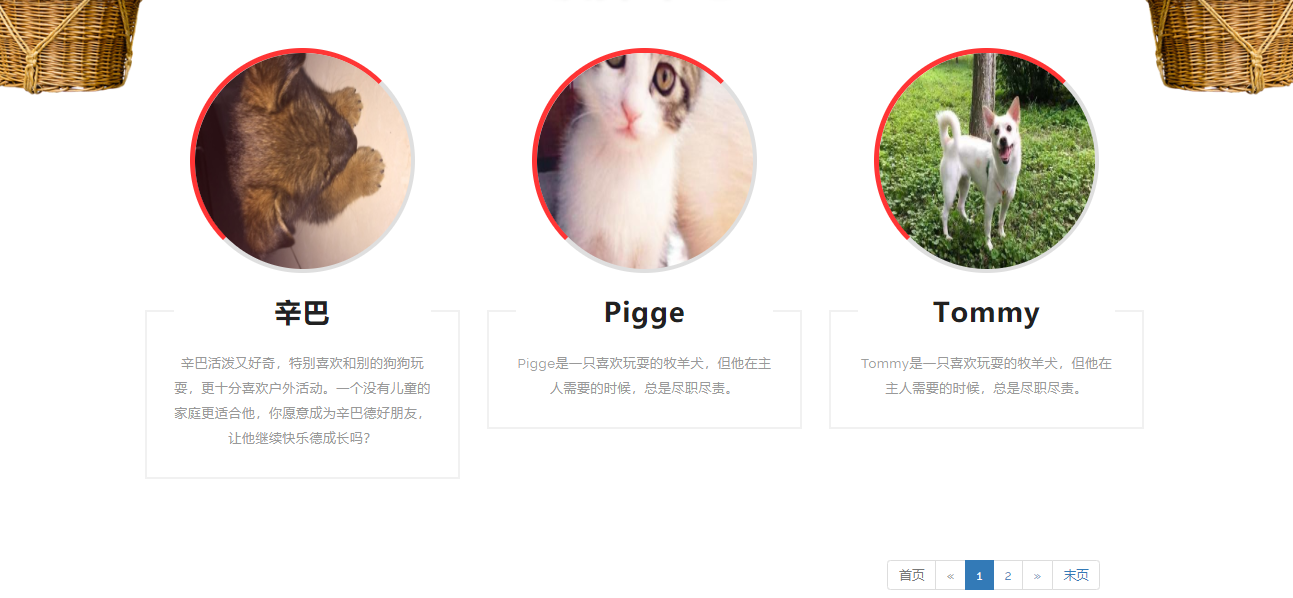 辛巴
辛巴活泼又好奇，特别喜欢和别的狗狗玩
耍，更十分喜欢户外活动。一个没有儿童的
家庭更适合他，你愿意成为辛巴德好朋友，
让他继续快乐德成长吗？
Pigge
Pigge是一只喜欢玩耍的牧羊犬，但他在主
人需要的时候，总是尽职尽责。
Tommy
Tommy是一只喜欢玩耍的牧羊犬，但他在
主人需要的时候，总是尽职尽责。
首页 « 1 2 » 末页